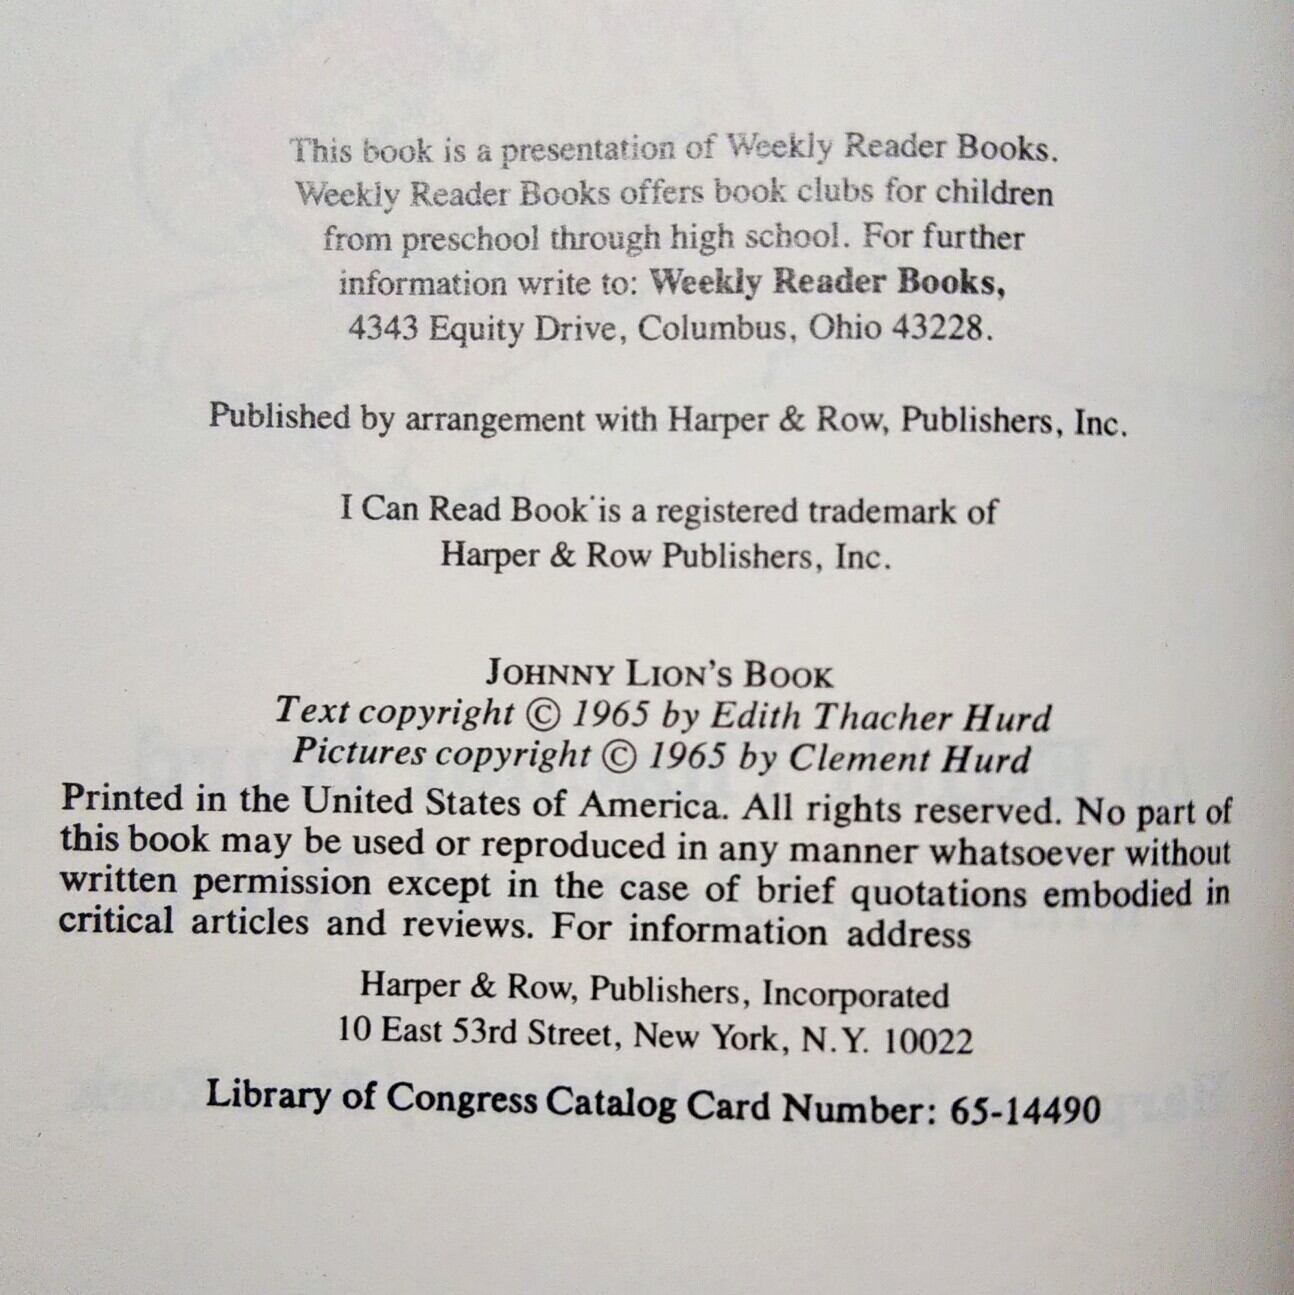 This book is a presentation of Weekly Reader Books.
Weekly Reader Books offers book clubs for children
from preschool through high school. For further
information write to: Weekly Reader Books,
4343 Equity Drive, Columbus, Ohio 43228.
Published by arrangement with Harper & Row, Publishers, Inc.
I Can Read Book is a registered trademark of
Harper & Row Publishers, Inc.
JOHNNY LION'S BOOK
Text copyright © 1965 by Edith Thacher Hurd
Pictures copyright © 1965 by Clement Hurd
Printed in the United States of America. All rights reserved. No part of
this book may be used or reproduced in any manner whatsoever without
written permission except in the case of brief quotations embodied in
critical articles and reviews. For information address
Harper & Row, Publishers, Incorporated
10 East 53rd Street, New York, N.Y. 10022
Library of Congress Catalog Card Number: 65-14490